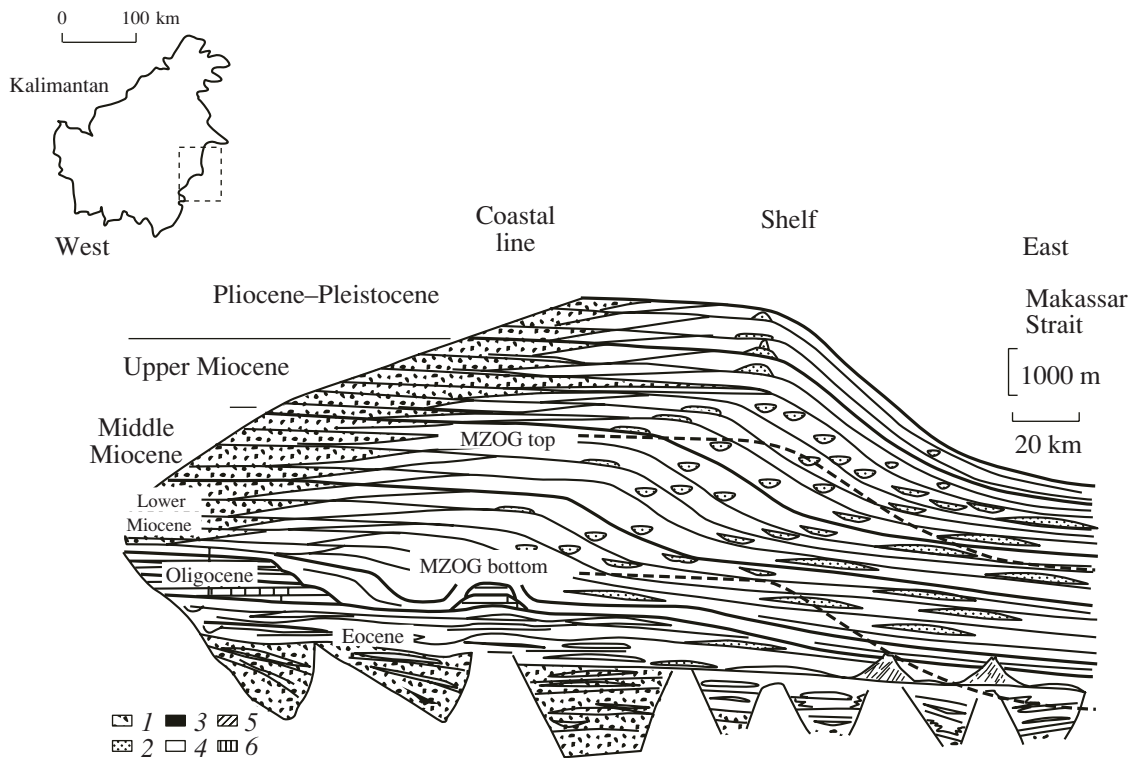 0 100 km
Kalimantan
West
Coastal
line
Shelf
East
Pliocene–Pleistocene
Makassar
Strait
Upper Miocene
1000 m
Middle
Miocene
MZOG top
20 km
Lower
Miocene
MZOG bottom
Oligocene
Eocene
1 3 5
2 4 6